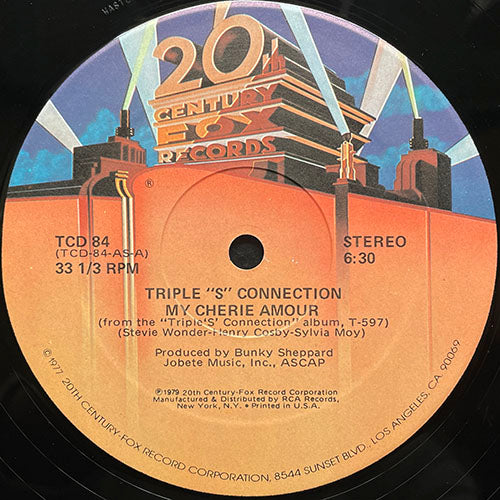 20th
CENTURY
FOX
RECORDS
®
TCD 84
(TCD-84-AS-A)
33 1/3 RPM
STEREO
6:30
TRIPLE "S" CONNECTION
MY CHERIE AMOUR
(from the "Triple 'S' Connection" album, T-597)
(Stevie Wonder-Henry Cosby-Sylvia Moy)
Produced by Bunky Sheppard
Jobete Music, Inc., ASCAP
℗1979 20th Century-Fox Record Corporation
Manufactured & Distributed by RCA Records,
New York, N.Y. • Printed in U.S.A.
©1977, 20TH CENTURY-FOX RECORD CORPORATION, 8544 SUNSET BLVD., LOS ANGELES, CA 90069